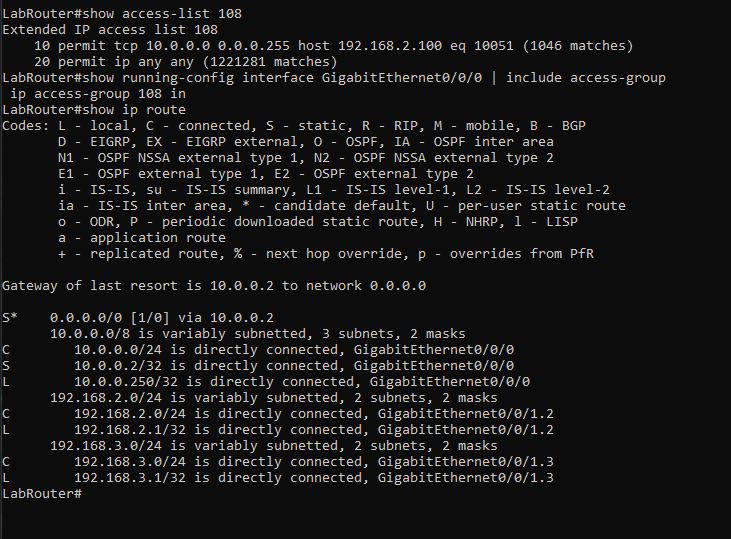 LabRouter#show access-list 108
Extended IP access list 108
    10 permit tcp 10.0.0.0 0.0.0.255 host 192.168.2.100 eq 10051 (1046 matches)
    20 permit ip any any (1221281 matches)
LabRouter#show running-config interface GigabitEthernet0/0/0 | include access-group
 ip access-group 108 in
LabRouter#show ip route
Codes: L - local, C - connected, S - static, R - RIP, M - mobile, B - BGP
       D - EIGRP, EX - EIGRP external, O - OSPF, IA - OSPF inter area
       N1 - OSPF NSSA external type 1, N2 - OSPF NSSA external type 2
       E1 - OSPF external type 1, E2 - OSPF external type 2
       i - IS-IS, su - IS-IS summary, L1 - IS-IS level-1, L2 - IS-IS level-2
       ia - IS-IS inter area, * - candidate default, U - per-user static route
       o - ODR, P - periodic downloaded static route, H - NHRP, l - LISP
       a - application route
       + - replicated route, % - next hop override, p - overrides from PfR

Gateway of last resort is 10.0.0.2 to network 0.0.0.0

S*    0.0.0.0/0 [1/0] via 10.0.0.2
      10.0.0.0/8 is variably subnetted, 3 subnets, 2 masks
C        10.0.0.0/24 is directly connected, GigabitEthernet0/0/0
S        10.0.0.2/32 is directly connected, GigabitEthernet0/0/0
L        10.0.0.250/32 is directly connected, GigabitEthernet0/0/0
      192.168.2.0/24 is variably subnetted, 2 subnets, 2 masks
C        192.168.2.0/24 is directly connected, GigabitEthernet0/0/1.2
L        192.168.2.1/32 is directly connected, GigabitEthernet0/0/1.2
      192.168.3.0/24 is variably subnetted, 2 subnets, 2 masks
C        192.168.3.0/24 is directly connected, GigabitEthernet0/0/1.3
L        192.168.3.1/32 is directly connected, GigabitEthernet0/0/1.3
LabRouter#